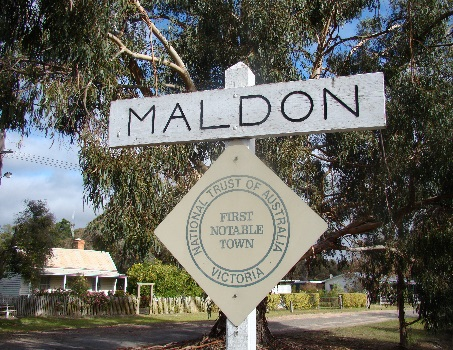 MALDON
NATIONAL TRUST OF AUSTRALIA
FIRST
NOTABLE
TOWN
VICTORIA